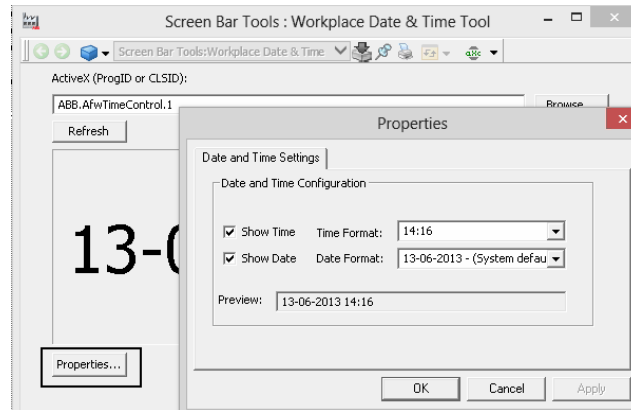 Screen Bar Tools : Workplace Date & Time Tool
Screen Bar Tools:Workplace Date & Time
ActiveX (ProgID or CLSID):
ABB.AfwTimeControl.1
Browse
Refresh
Properties
Date and Time Settings
Date and Time Configuration
Show Time Time Format: 14:16
Show Date Date Format: 13-06-2013 - (System defau
Preview: 13-06-2013 14:16
13-0
Properties...
OK Cancel Apply